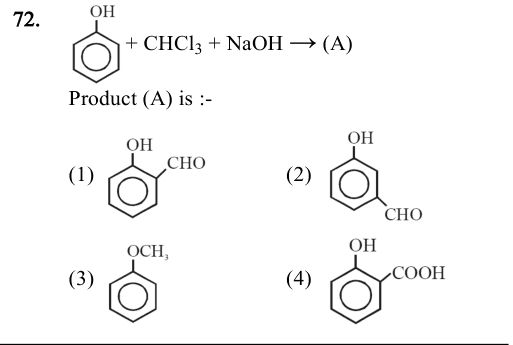 72.
OH
+ CHCl₃ + NaOH ⟶ (A)
Product (A) is :-
(1) OH CHO
(2) OH CHO
(3) OCH₃
(4) OH COOH